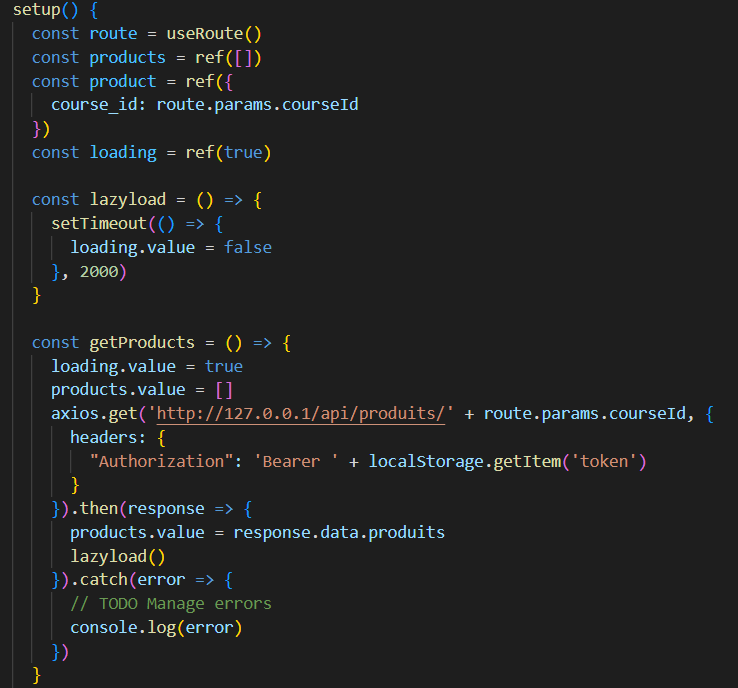 setup() {
  const route = useRoute()
  const products = ref([])
  const product = ref({
    course_id: route.params.courseId
  })
  const loading = ref(true)

  const lazyload = () => {
    setTimeout(() => {
      loading.value = false
    }, 2000)
  }

  const getProducts = () => {
    loading.value = true
    products.value = []
    axios.get('http://127.0.0.1/api/produits/' + route.params.courseId, {
      headers: {
        "Authorization": 'Bearer ' + localStorage.getItem('token')
      }
    }).then(response => {
      products.value = response.data.produits
      lazyload()
    }).catch(error => {
      // TODO Manage errors
      console.log(error)
    })
  }